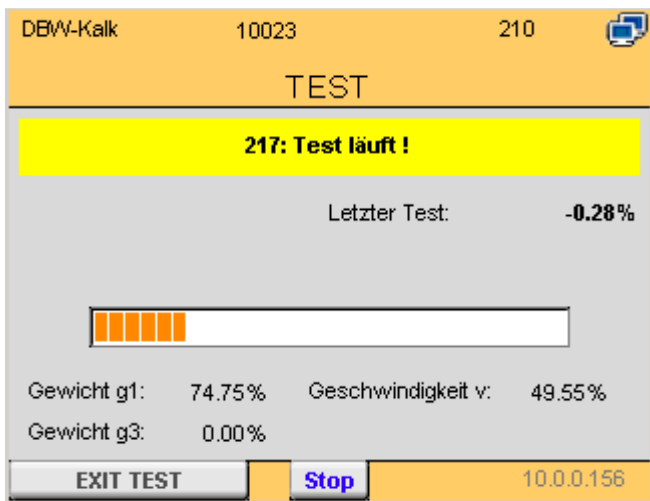 DBW-Kalk 10023 210
TEST
217: Test läuft !
Letzter Test: -0.28%
Gewicht g1: 74.75% Geschwindigkeit v: 49.55%
Gewicht g3: 0.00%
EXIT TEST Stop 10.0.0.156